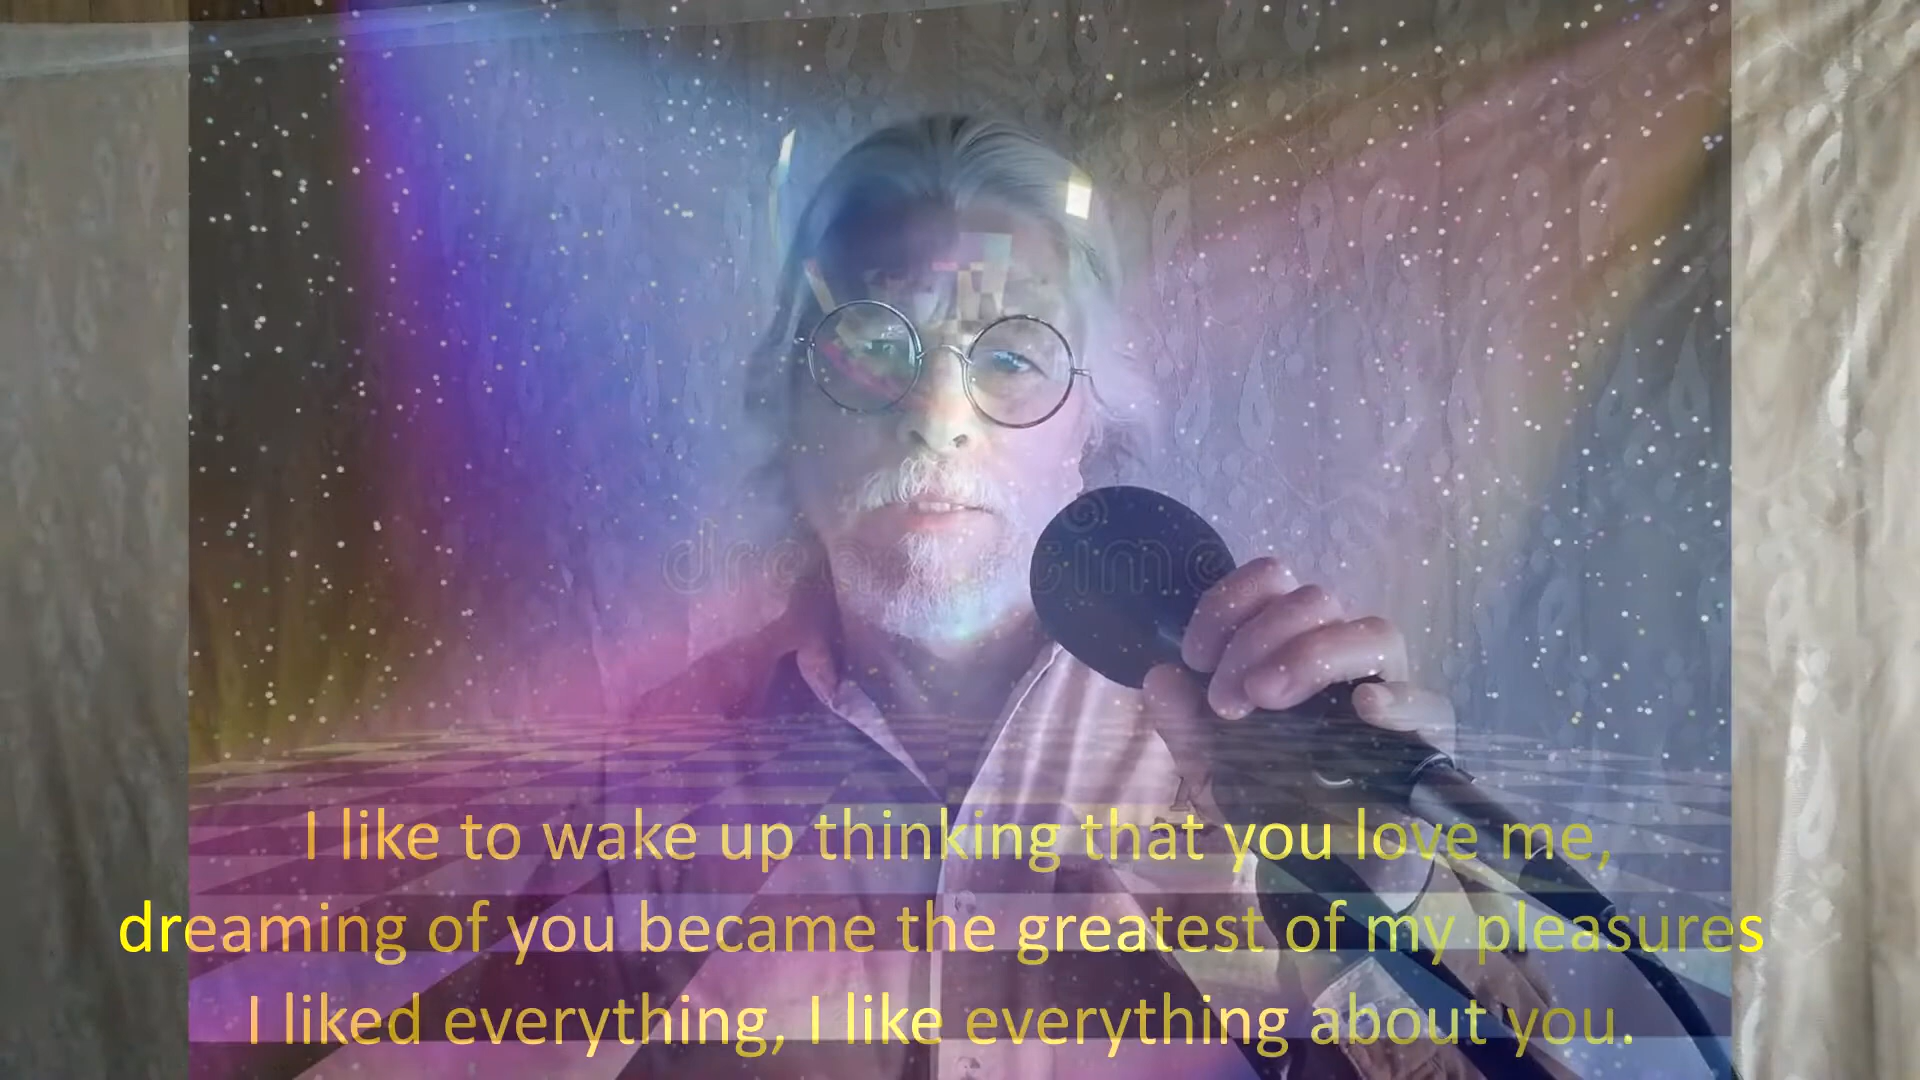 dreamstime.
I like to wake up thinking that you love me,
dreaming of you became the greatest of my pleasures
I liked everything, I like everything about you.